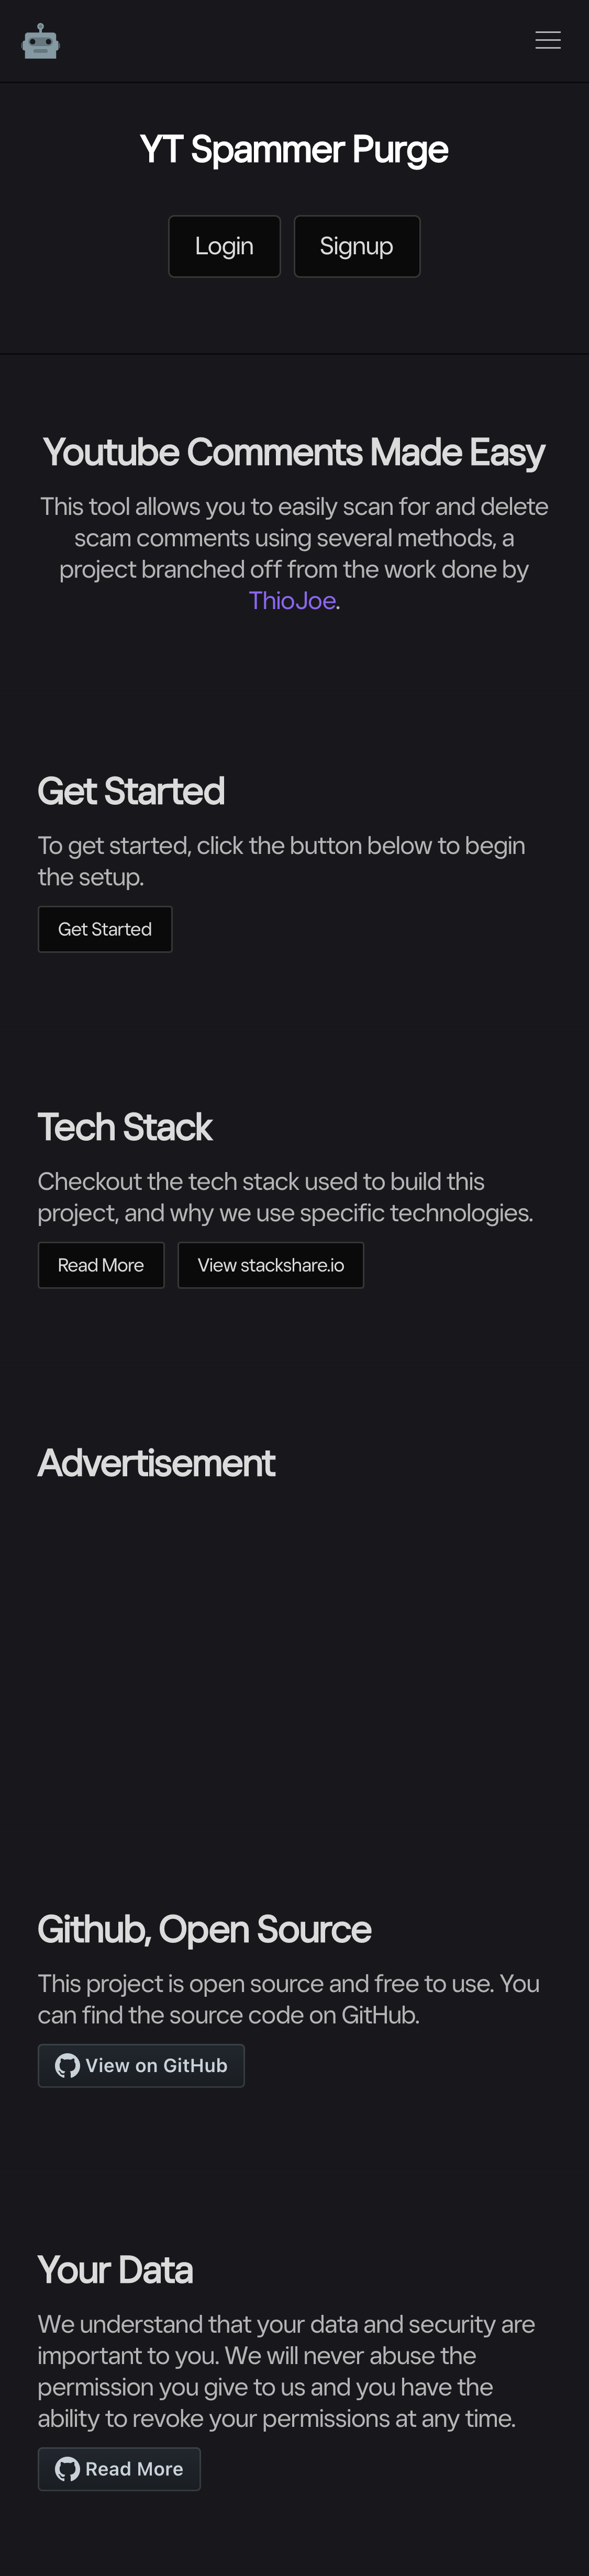 YT Spammer Purge
Login Signup
Youtube Comments Made Easy
This tool allows you to easily scan for and delete
scam comments using several methods, a
project branched off from the work done by
ThioJoe.
Get Started
To get started, click the button below to begin
the setup.
Get Started
Tech Stack
Checkout the tech stack used to build this
project, and why we use specific technologies.
Read More View stackshare.io
Advertisement
Github, Open Source
This project is open source and free to use. You
can find the source code on GitHub.
View on GitHub
Your Data
We understand that your data and security are
important to you. We will never abuse the
permission you give to us and you have the
ability to revoke your permissions at any time.
Read More